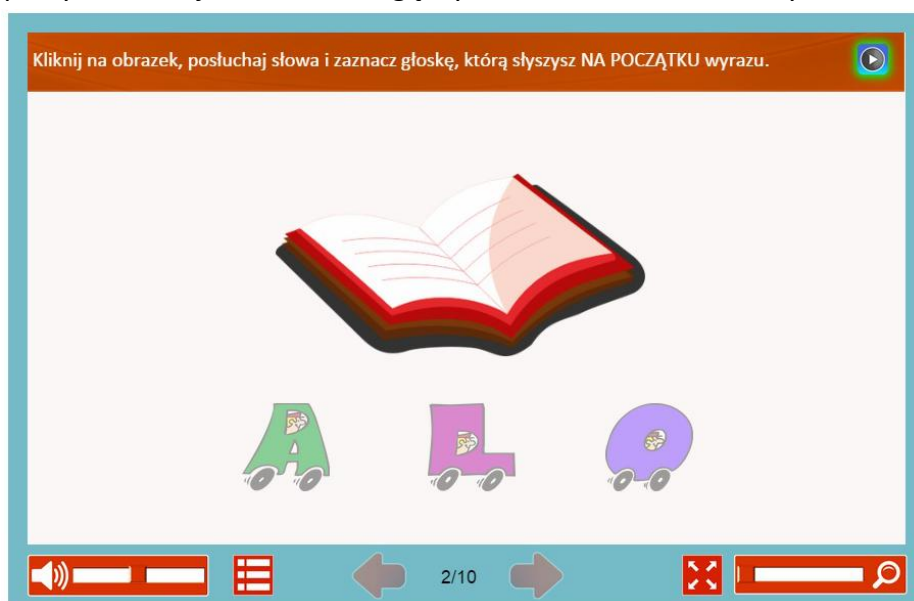 Kliknij na obrazek, posłuchaj słowa i zaznacz głoskę, którą słyszysz NA POCZĄTKU wyrazu.
A L O
2/10